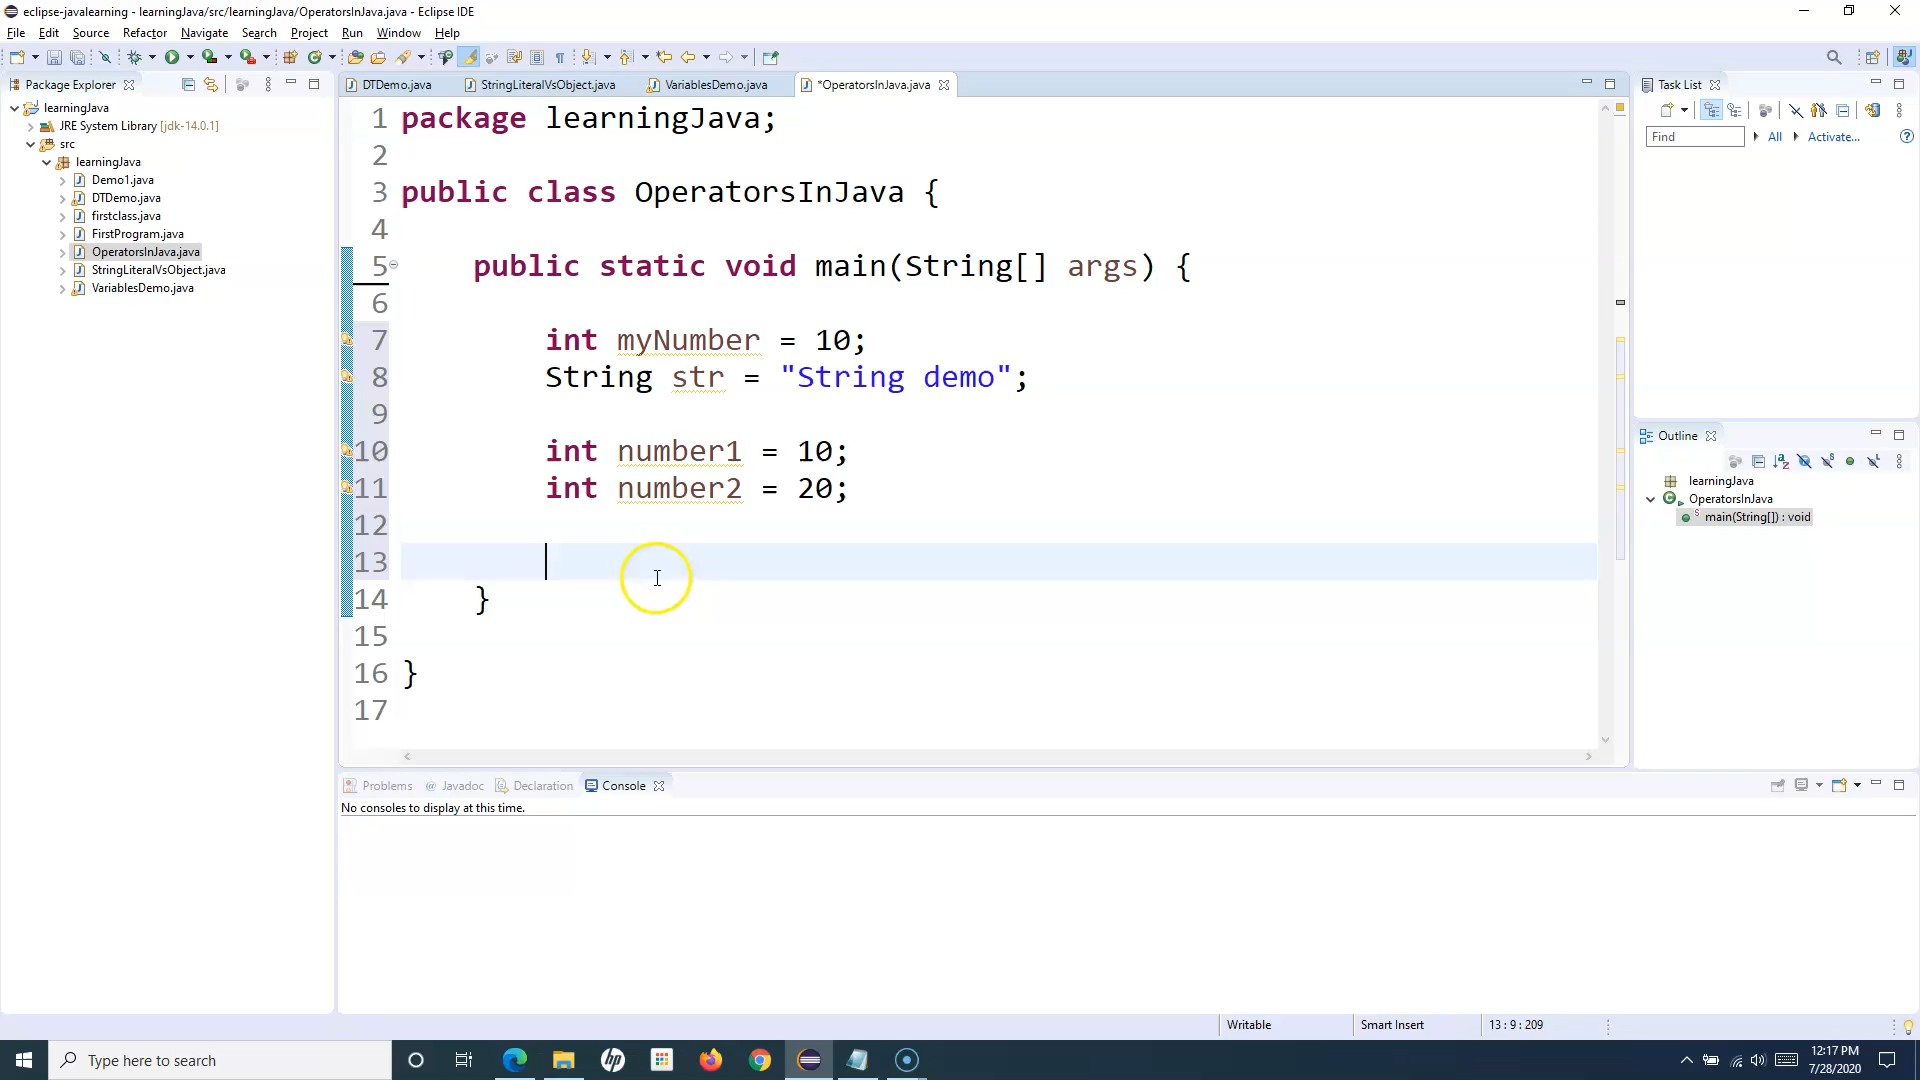 eclipse-javalearning - learningJava/src/learningJava/OperatorsInJava.java - Eclipse IDE
File Edit Source Refactor Navigate Search Project Run Window Help
Package Explorer
learningJava
JRE System Library [jdk-14.0.1]
src
learningJava
Demo1.java
DTDemo.java
firstclass.java
FirstProgram.java
OperatorsInJava.java
StringLiteralVsObject.java
VariablesDemo.java
DTDemo.java StringLiteralVsObject.java VariablesDemo.java *OperatorsInJava.java
1 package learningJava;
2
3 public class OperatorsInJava {
4
5 public static void main(String[] args) {
6
7 int myNumber = 10;
8 String str = "String demo";
9
10 int number1 = 10;
11 int number2 = 20;
12
13
14 }
15
16 }
17
Problems @ Javadoc Declaration Console
No consoles to display at this time.
Task List
Find All Activate...
Outline
learningJava
OperatorsInJava
main(String[]) : void
Writable Smart Insert 13 : 9 : 209
Type here to search
hp
12:17 PM
7/28/2020